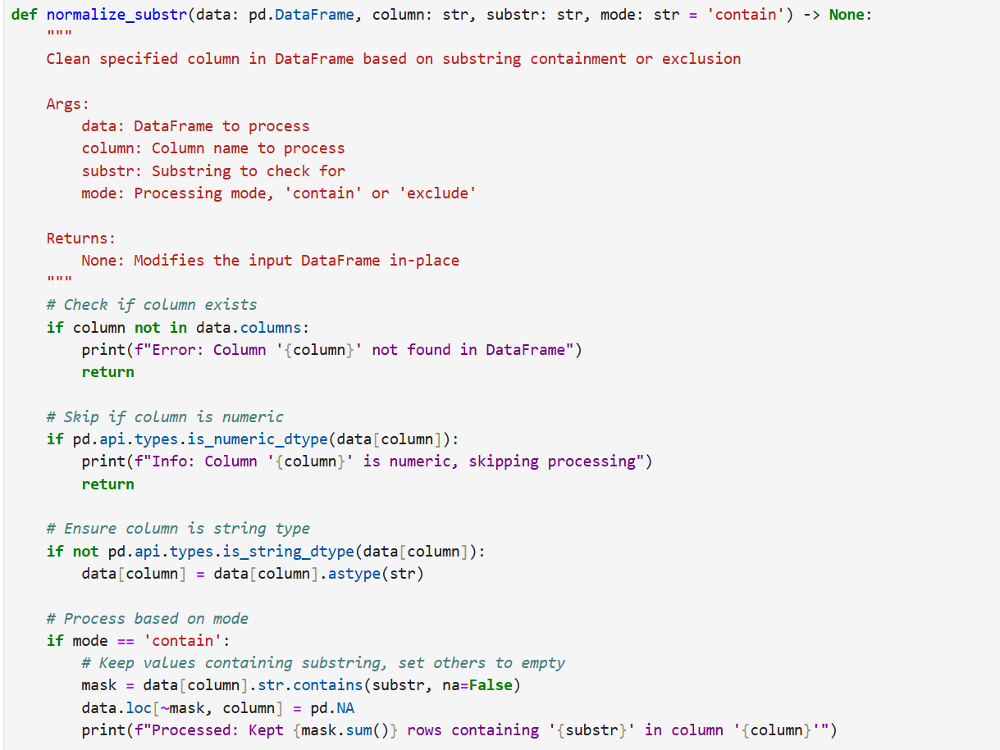 def normalize_substr(data: pd.DataFrame, column: str, substr: str, mode: str = 'contain') -> None:
    """
    Clean specified column in DataFrame based on substring containment or exclusion

    Args:
        data: DataFrame to process
        column: Column name to process
        substr: Substring to check for
        mode: Processing mode, 'contain' or 'exclude'

    Returns:
        None: Modifies the input DataFrame in-place
    """
    # Check if column exists
    if column not in data.columns:
        print(f"Error: Column '{column}' not found in DataFrame")
        return

    # Skip if column is numeric
    if pd.api.types.is_numeric_dtype(data[column]):
        print(f"Info: Column '{column}' is numeric, skipping processing")
        return

    # Ensure column is string type
    if not pd.api.types.is_string_dtype(data[column]):
        data[column] = data[column].astype(str)

    # Process based on mode
    if mode == 'contain':
        # Keep values containing substring, set others to empty
        mask = data[column].str.contains(substr, na=False)
        data.loc[~mask, column] = pd.NA
        print(f"Processed: Kept {mask.sum()} rows containing '{substr}' in column '{column}'")